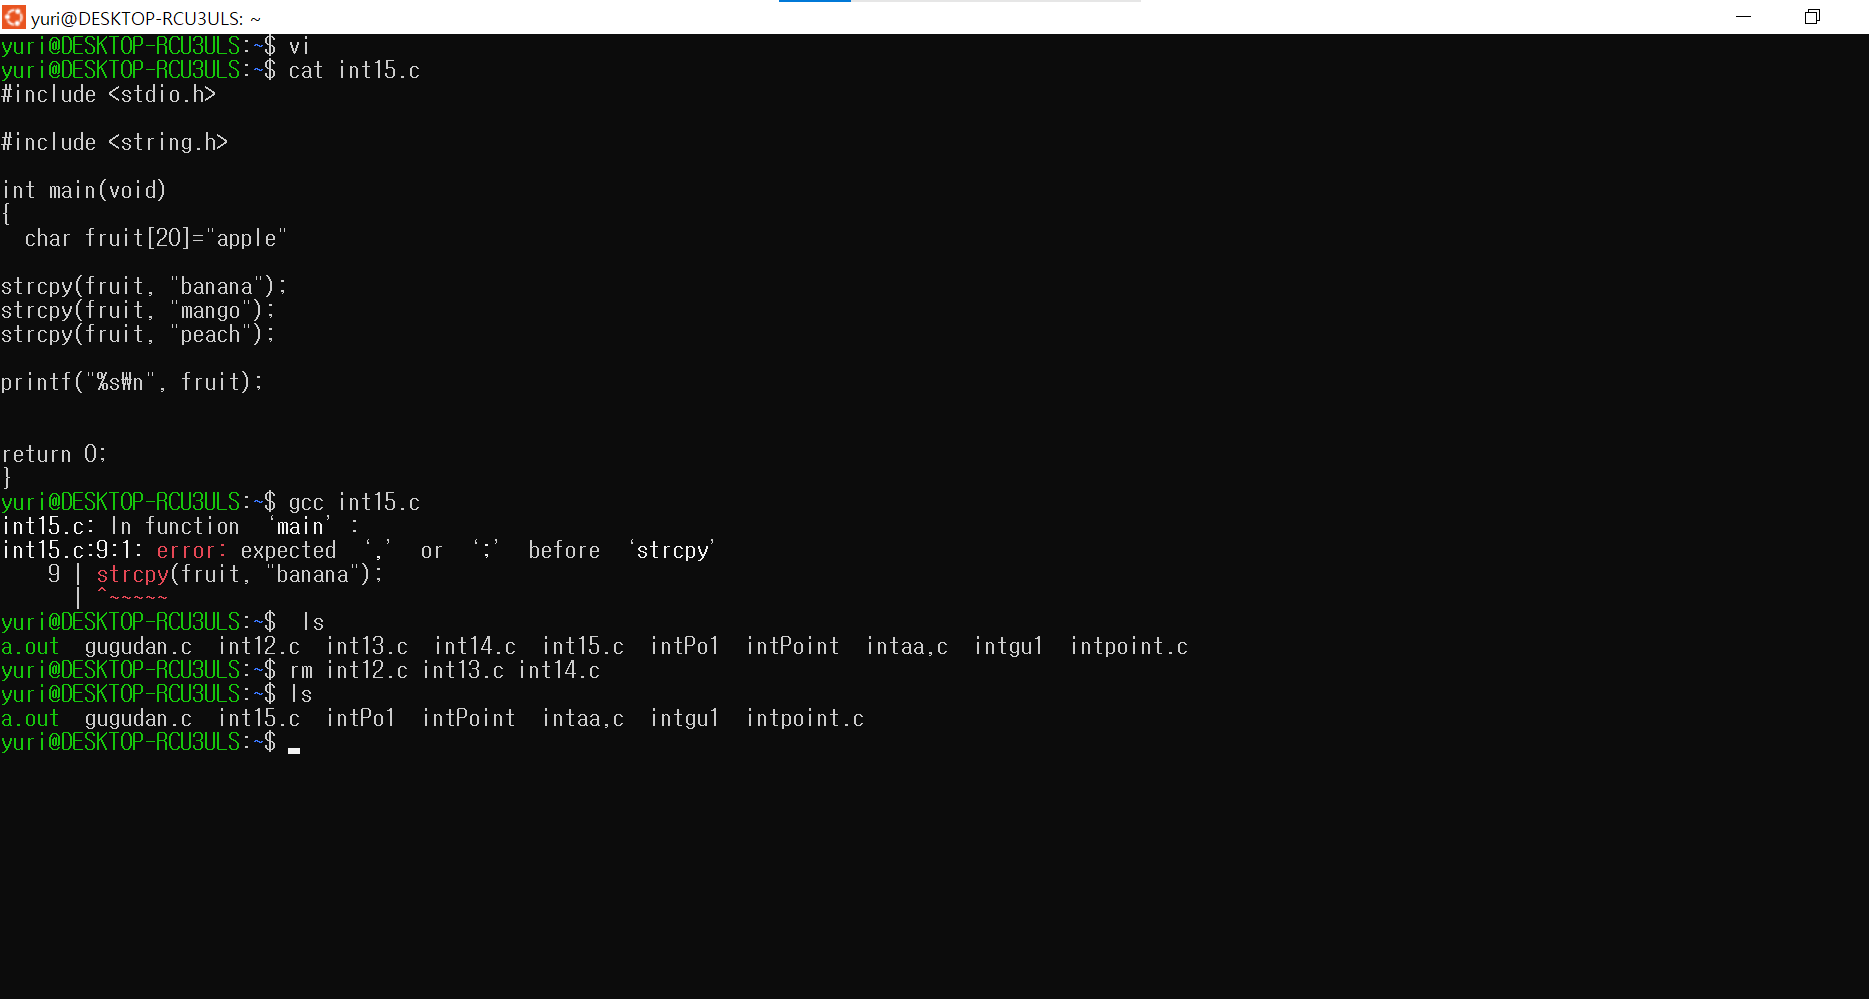 yuri@DESKTOP-RCU3ULS: ~
yuri@DESKTOP-RCU3ULS:~$ vi
yuri@DESKTOP-RCU3ULS:~$ cat int15.c
#include <stdio.h>
#include <string.h>
int main(void)
{
  char fruit[20]="apple"
strcpy(fruit, "banana");
strcpy(fruit, "mango");
strcpy(fruit, "peach");
printf("%s₩n", fruit);
return 0;
}
yuri@DESKTOP-RCU3ULS:~$ gcc int15.c
int15.c: In function ‘main’:
int15.c:9:1: error: expected ‘,’ or ‘;’ before ‘strcpy’
    9 | strcpy(fruit, "banana");
      | ^~~~~~
yuri@DESKTOP-RCU3ULS:~$  ls
a.out  gugudan.c  int12.c  int13.c  int14.c  int15.c  intPo1  intPoint  intaa,c  intgu1  intpoint.c
yuri@DESKTOP-RCU3ULS:~$ rm int12.c int13.c int14.c
yuri@DESKTOP-RCU3ULS:~$ ls
a.out  gugudan.c  int15.c  intPo1  intPoint  intaa,c  intgu1  intpoint.c
yuri@DESKTOP-RCU3ULS:~$